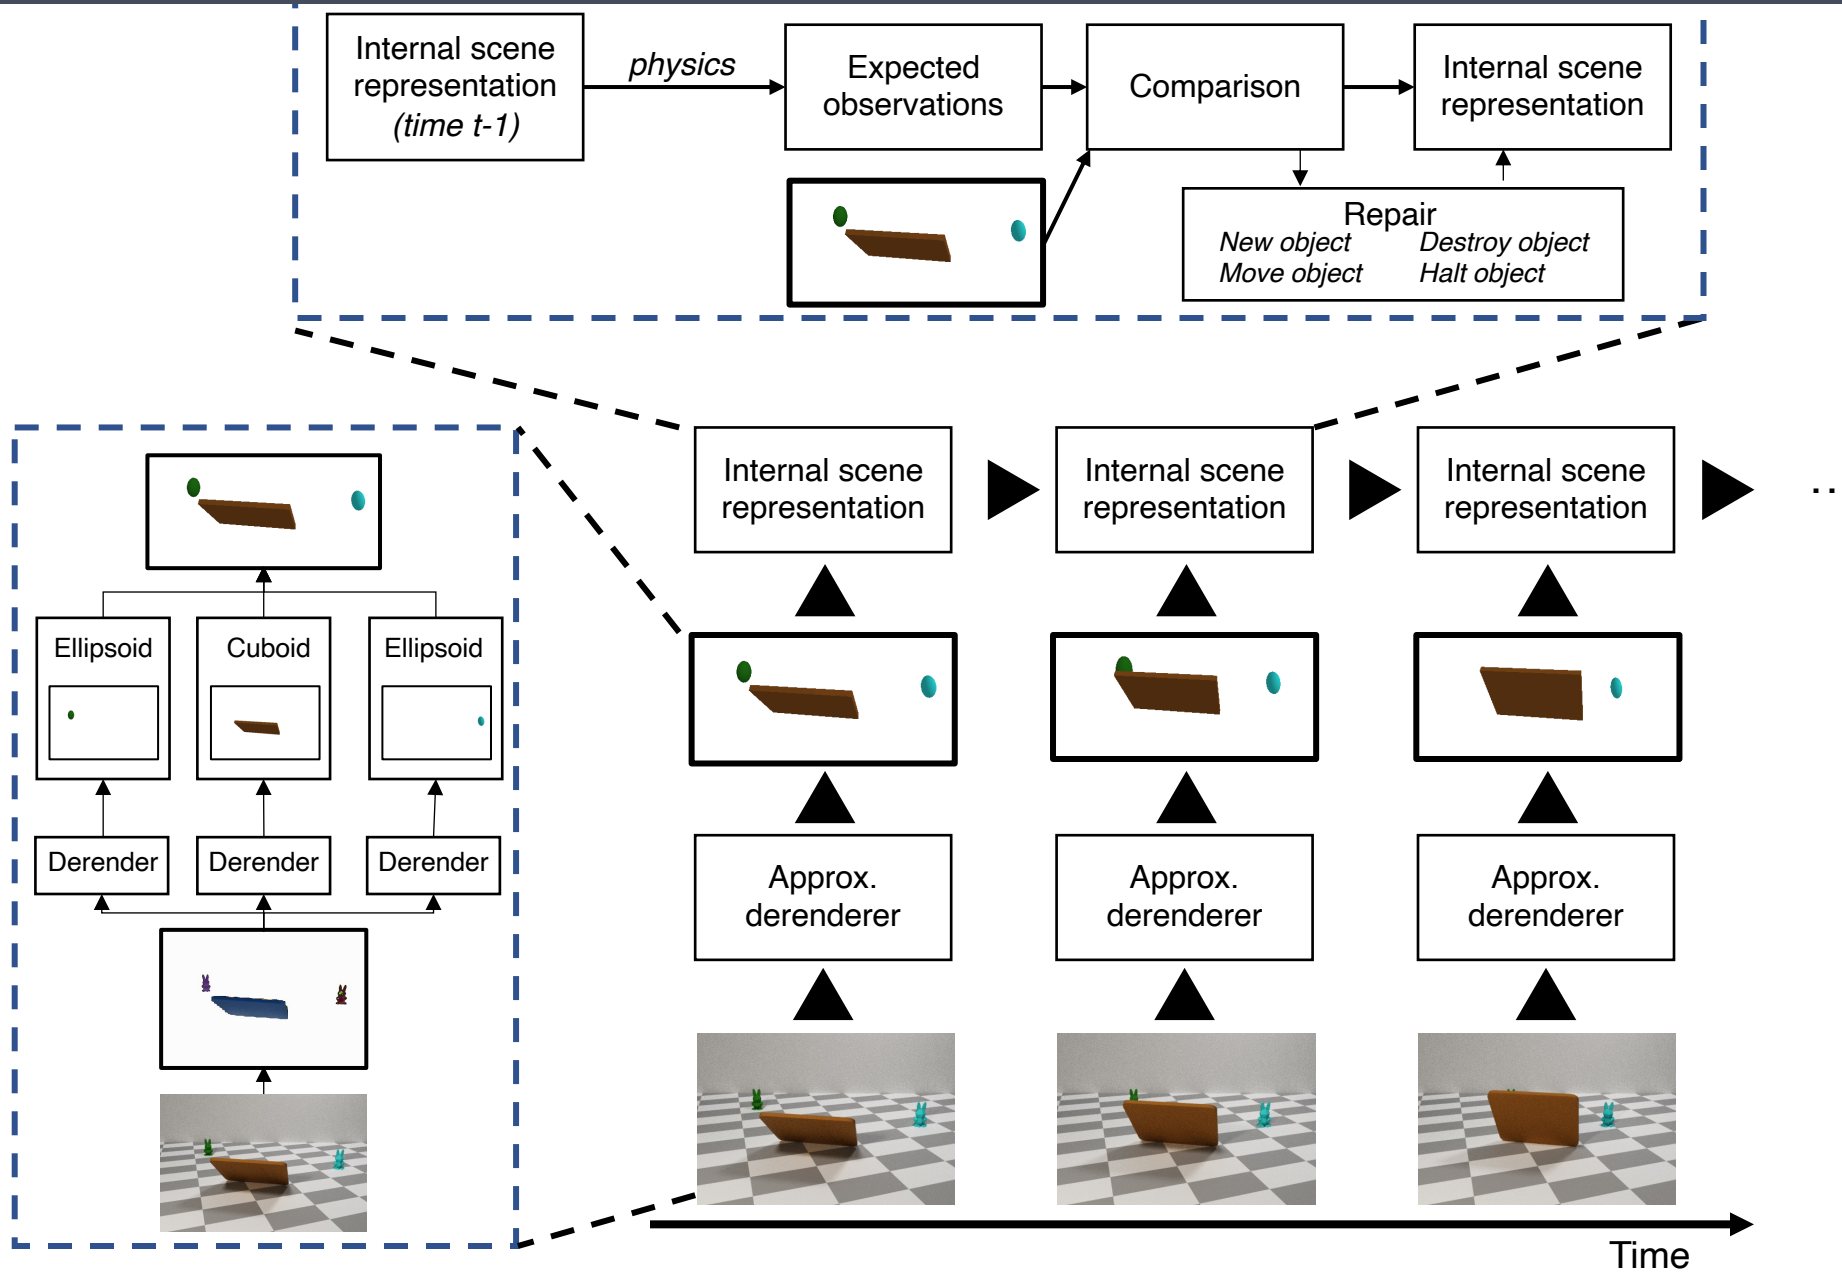 Internal scene
representation
(time t-1)
physics
Expected
observations
Comparison
Internal scene
representation
Repair
New object Destroy object
Move object Halt object
Internal scene
representation
Internal scene
representation
Internal scene
representation
..
Ellipsoid
Cuboid
Ellipsoid
Derender
Derender
Derender
Approx.
derenderer
Approx.
derenderer
Approx.
derenderer
Time